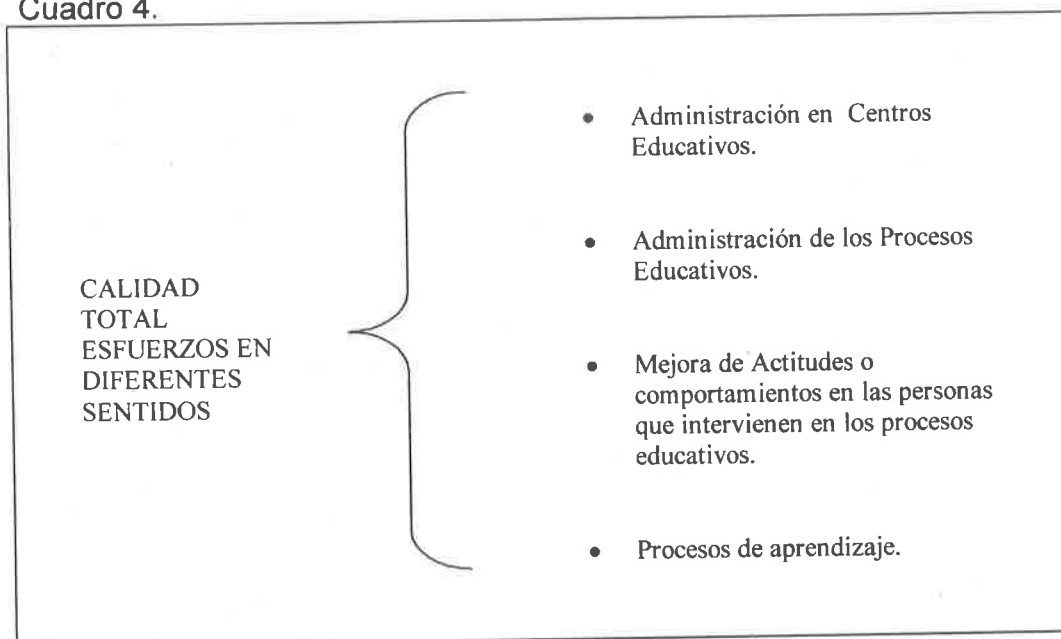 Cuadro 4.
CALIDAD
TOTAL
ESFUERZOS EN
DIFERENTES
SENTIDOS
• Administración en Centros
Educativos.
• Administración de los Procesos
Educativos.
• Mejora de Actitudes o
comportamientos en las personas
que intervienen en los procesos
educativos.
• Procesos de aprendizaje.